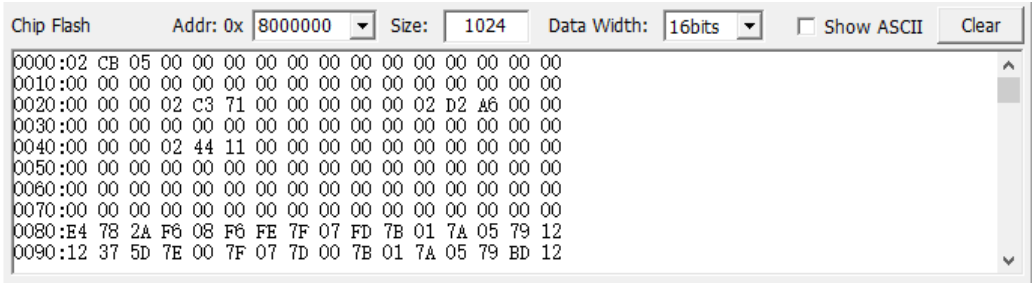 Chip Flash Addr: 0x 8000000 Size: 1024 Data Width: 16bits Show ASCII Clear
0000:02 CB 05 00 00 00 00 00 00 00 00 00 00 00 00 00
0010:00 00 00 00 00 00 00 00 00 00 00 00 00 00 00 00
0020:00 00 00 02 C3 71 00 00 00 00 00 02 D2 A6 00 00
0030:00 00 00 00 00 00 00 00 00 00 00 00 00 00 00 00
0040:00 00 00 02 44 11 00 00 00 00 00 00 00 00 00 00
0050:00 00 00 00 00 00 00 00 00 00 00 00 00 00 00 00
0060:00 00 00 00 00 00 00 00 00 00 00 00 00 00 00 00
0070:00 00 00 00 00 00 00 00 00 00 00 00 00 00 00 00
0080:E4 78 2A F6 08 F6 FE 7F 07 FD 7B 01 7A 05 79 12
0090:12 37 5D 7E 00 7F 07 7D 00 7B 01 7A 05 79 BD 12